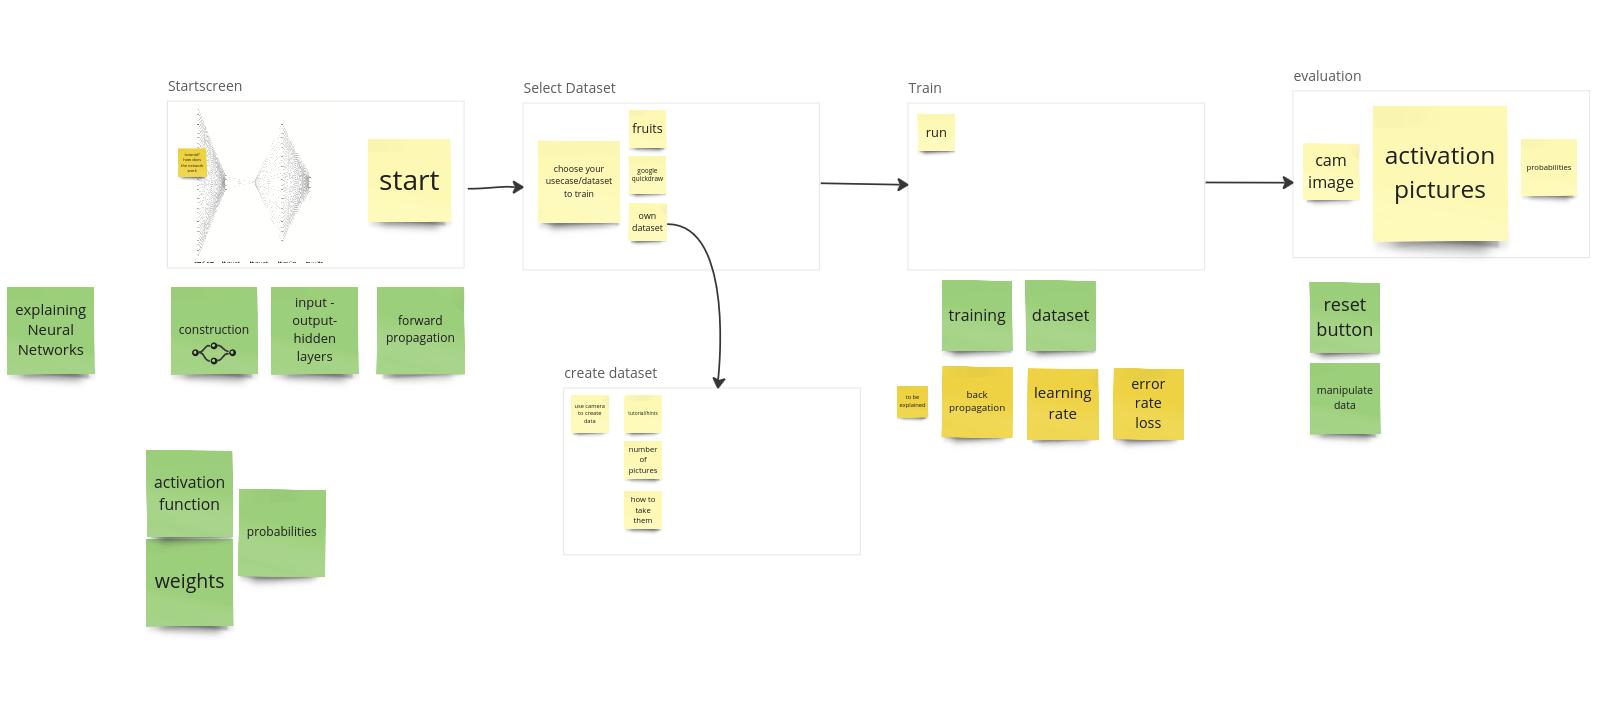 Startscreen
tutorial?
how does
the network
work
start
Select Dataset
choose your
usecase/dataset
to train
fruits
google
quickdraw
own
dataset
Train
run
evaluation
cam
image
activation
pictures
probabilities
explaining
Neural
Networks
construction
input -
output-
hidden
layers
forward
propagation
activation
function
weights
probabilities
create dataset
use camera
to create
data
tutorial/hints
number
of
pictures
how to
take
them
training
dataset
to be
explained
back
propagation
learning
rate
error
rate
loss
reset
button
manipulate
data